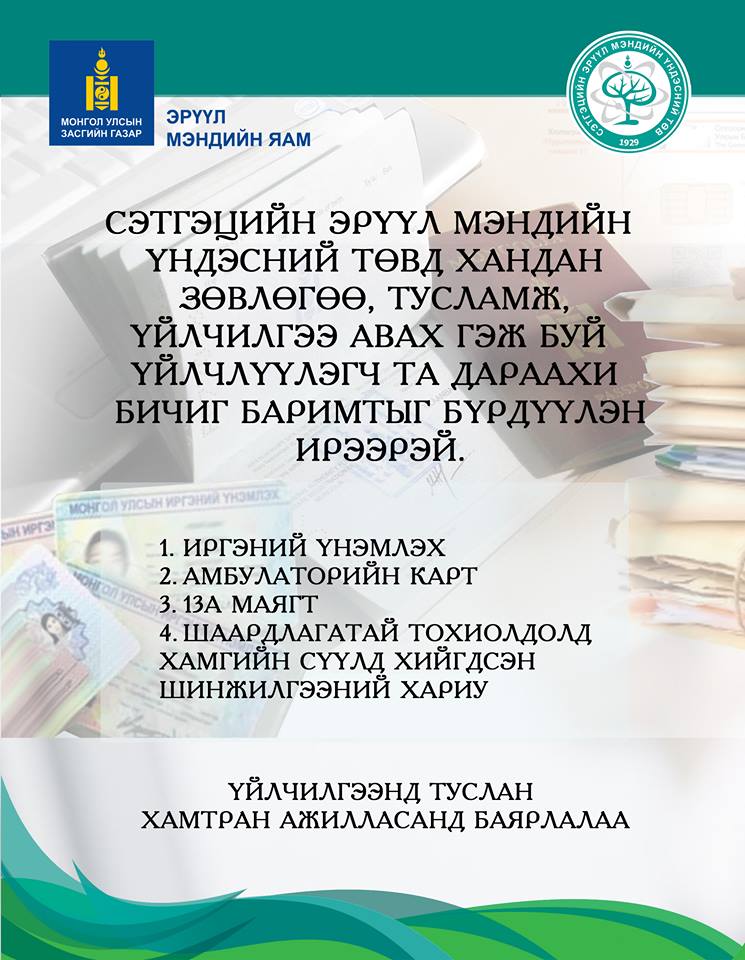 МОНГОЛ УЛСЫН
ЗАСГИЙН ГАЗАР
ЭРҮҮЛ
МЭНДИЙН ЯАМ
СЭТГЭЦИЙН ЭРҮҮЛ МЭНДИЙН ҮНДЭСНИЙ ТӨВ
1929
СЭТГЭЦИЙН ЭРҮҮЛ МЭНДИЙН
ҮНДЭСНИЙ ТӨВД ХАНДАН
ЗӨВЛӨГӨӨ, ТУСЛАМЖ,
ҮЙЛЧИЛГЭЭ АВАХ ГЭЖ БУЙ
ҮЙЛЧЛҮҮЛЭГЧ ТА ДАРААХИ
БИЧИГ БАРИМТЫГ БҮРДҮҮЛЭН
ИРЭЭРЭЙ.
МОНГОЛ УЛСЫН ИРГЭНИЙ ҮНЭМЛЭХ
1. ИРГЭНИЙ ҮНЭМЛЭХ
2. АМБУЛАТОРИЙН КАРТ
3. 13А МАЯГТ
4. ШААРДЛАГАТАЙ ТОХИОЛДОЛД
ХАМГИЙН СҮҮЛД ХИЙГДСЭН
ШИНЖИЛГЭЭНИЙ ХАРИУ
ҮЙЛЧИЛГЭЭНД ТУСЛАН
ХАМТРАН АЖИЛЛАСАНД БАЯРЛАЛАА